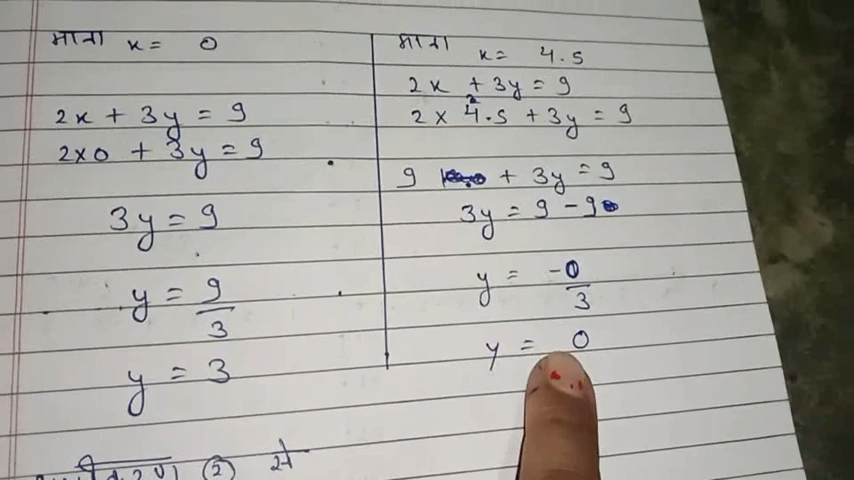 माना x = 0
2x + 3y = 9
2x0 + 3y = 9
3y = 9
y = 9/3
y = 3
माना x = 4.5
2x + 3y = 9
2 x 4.5 + 3y = 9
9 + 3y = 9
3y = 9 - 9
y = -0/3
y = 0
② से